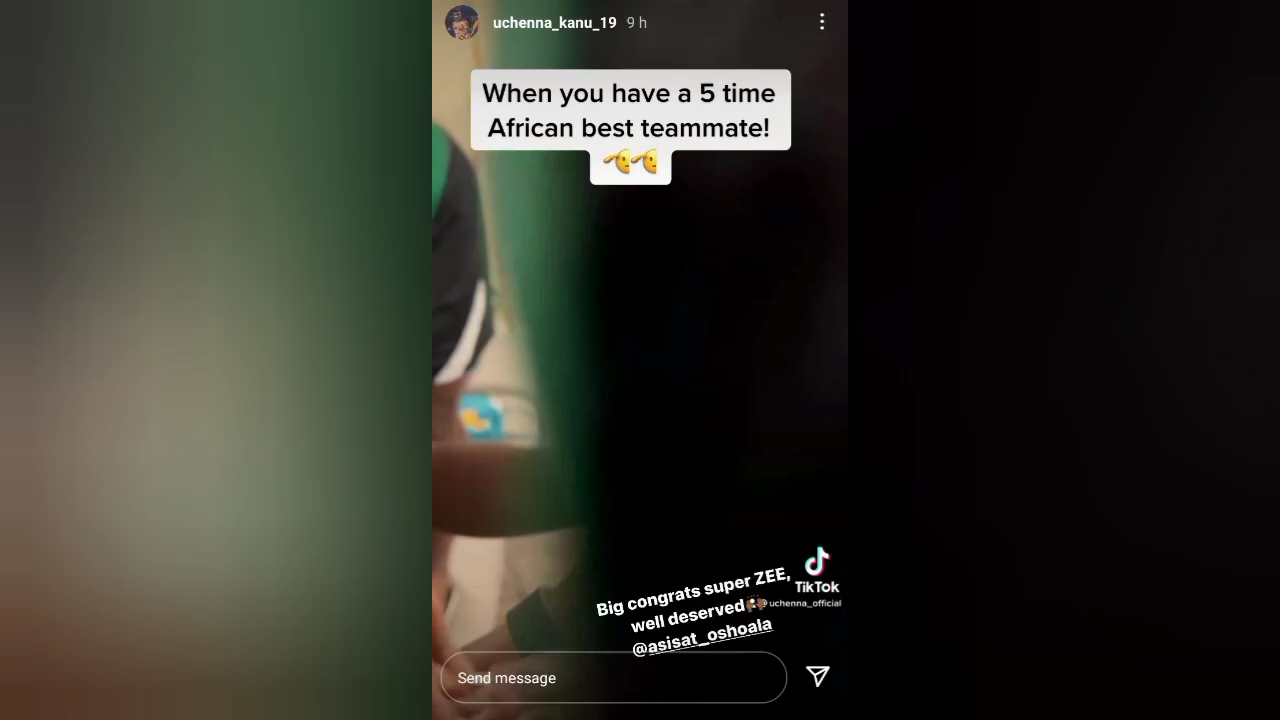 uchenna_kanu_19 9 h
When you have a 5 time
African best teammate!
Big congrats super ZEE,
well deserved
@asisat_oshoala
TikTok
@uchenna_official
Send message